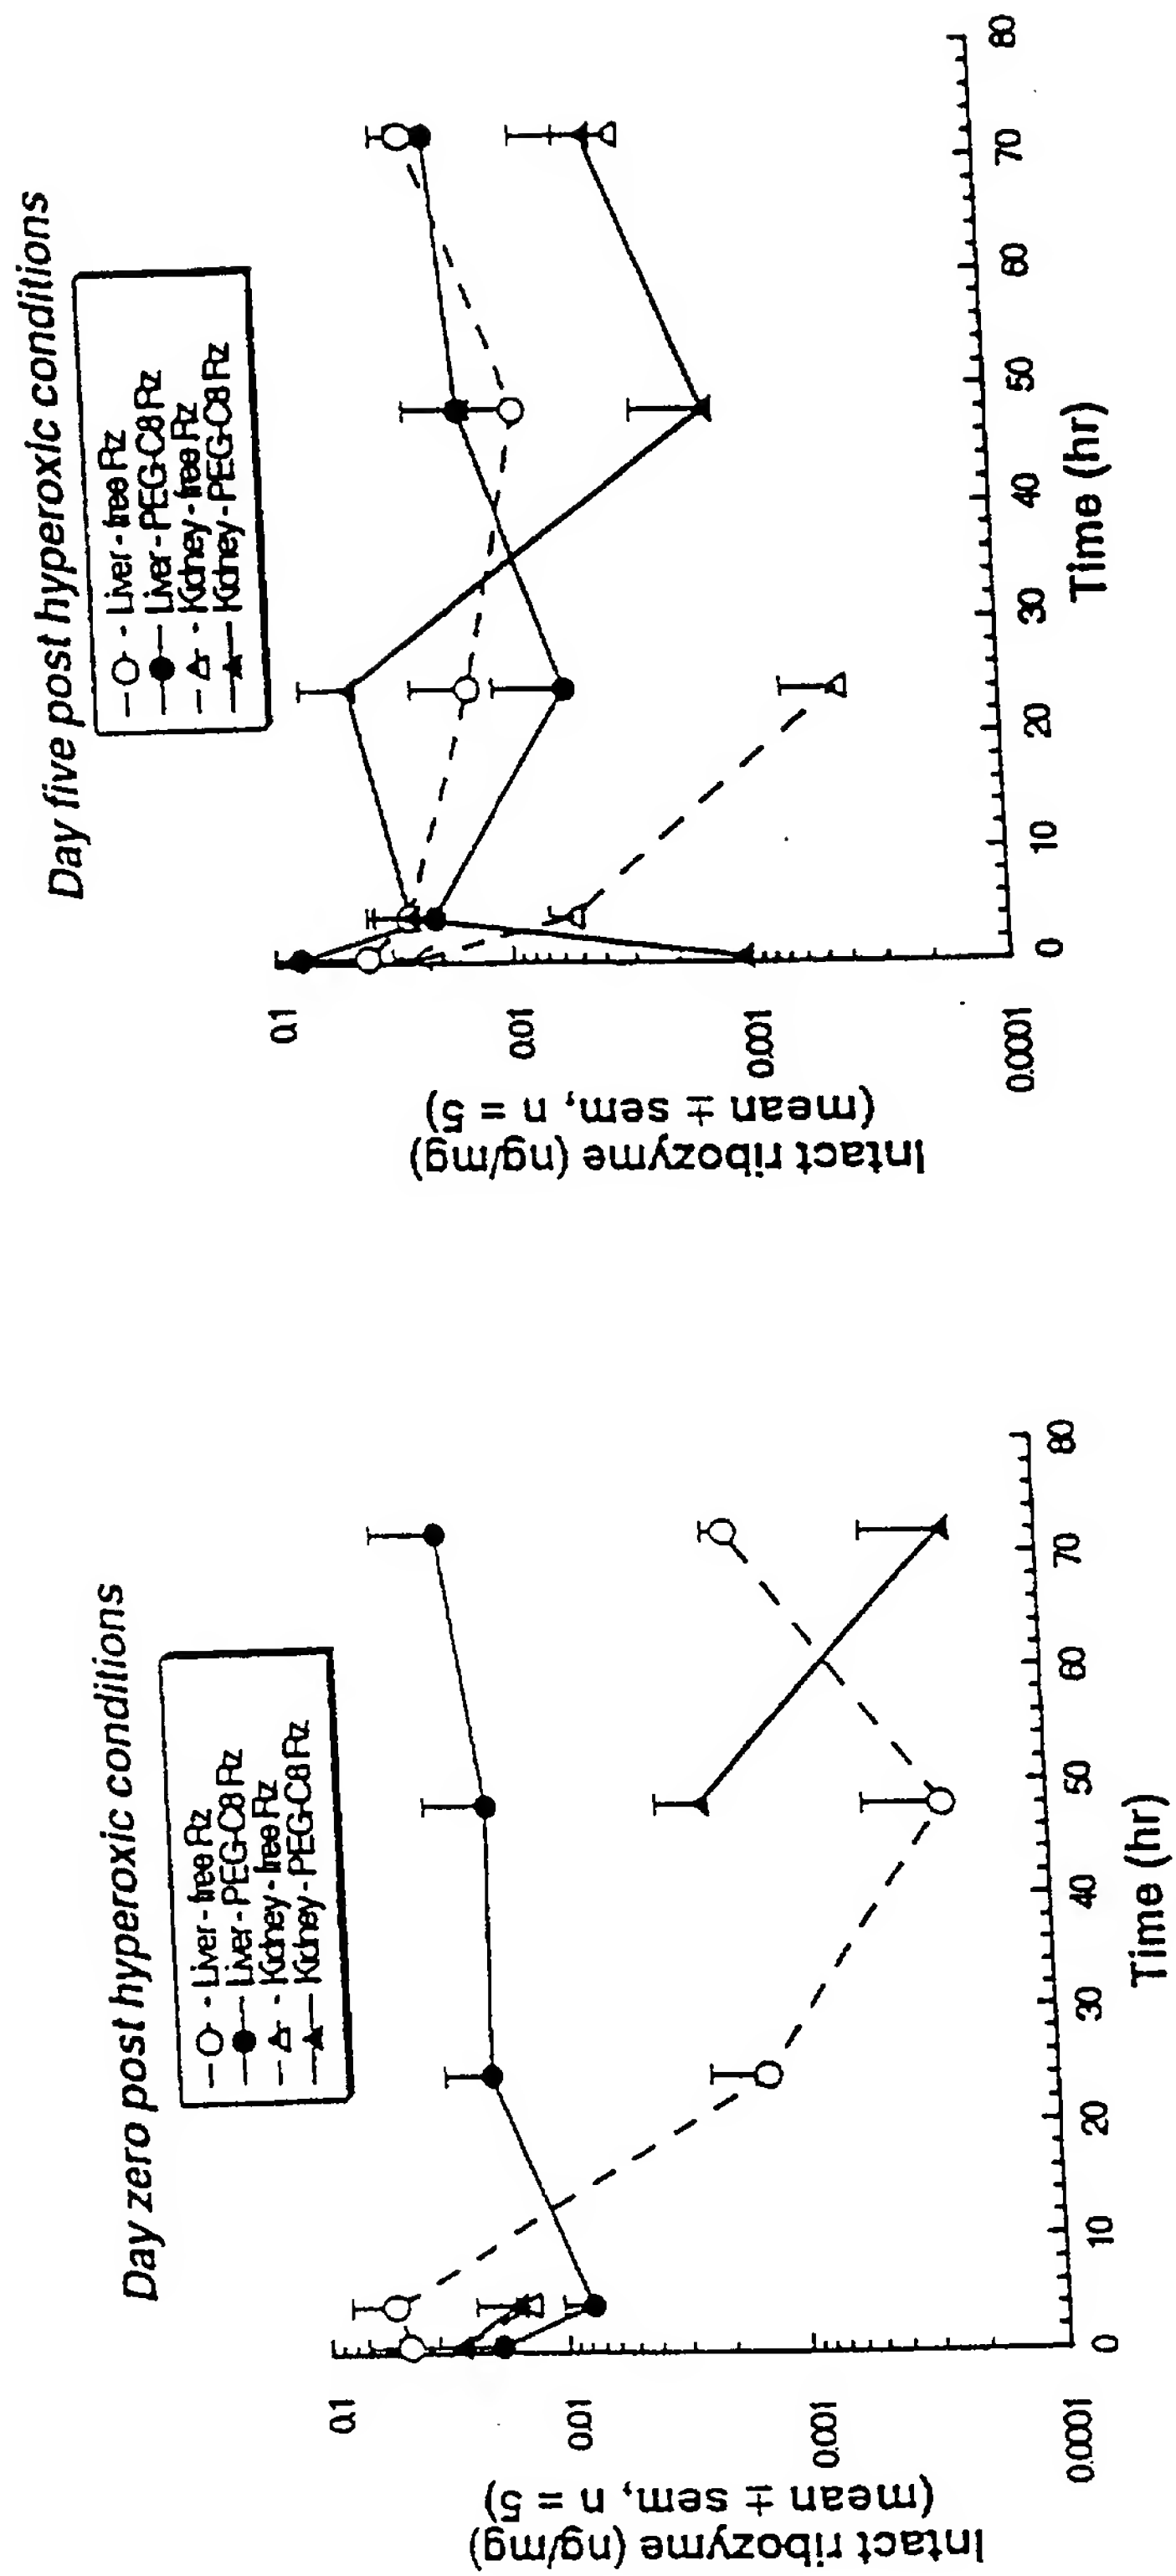 Day zero post hyperoxic conditions
Liver - free Rz
Liver - PEG-C8 Rz
Kidney - free Rz
Kidney - PEG-C8 Rz
Intact ribozyme (ng/mg)
(mean ± sem, n = 5)
0.1
0.01
0.001
0.0001
0 10 20 30 40 50 60 70 80
Time (hr)
Day five post hyperoxic conditions
Liver - free Rz
Liver - PEG-C8 Rz
Kidney - free Rz
Kidney - PEG-C8 Rz
Intact ribozyme (ng/mg)
(mean ± sem, n = 5)
0.1
0.01
0.001
0.0001
0 10 20 30 40 50 60 70 80
Time (hr)